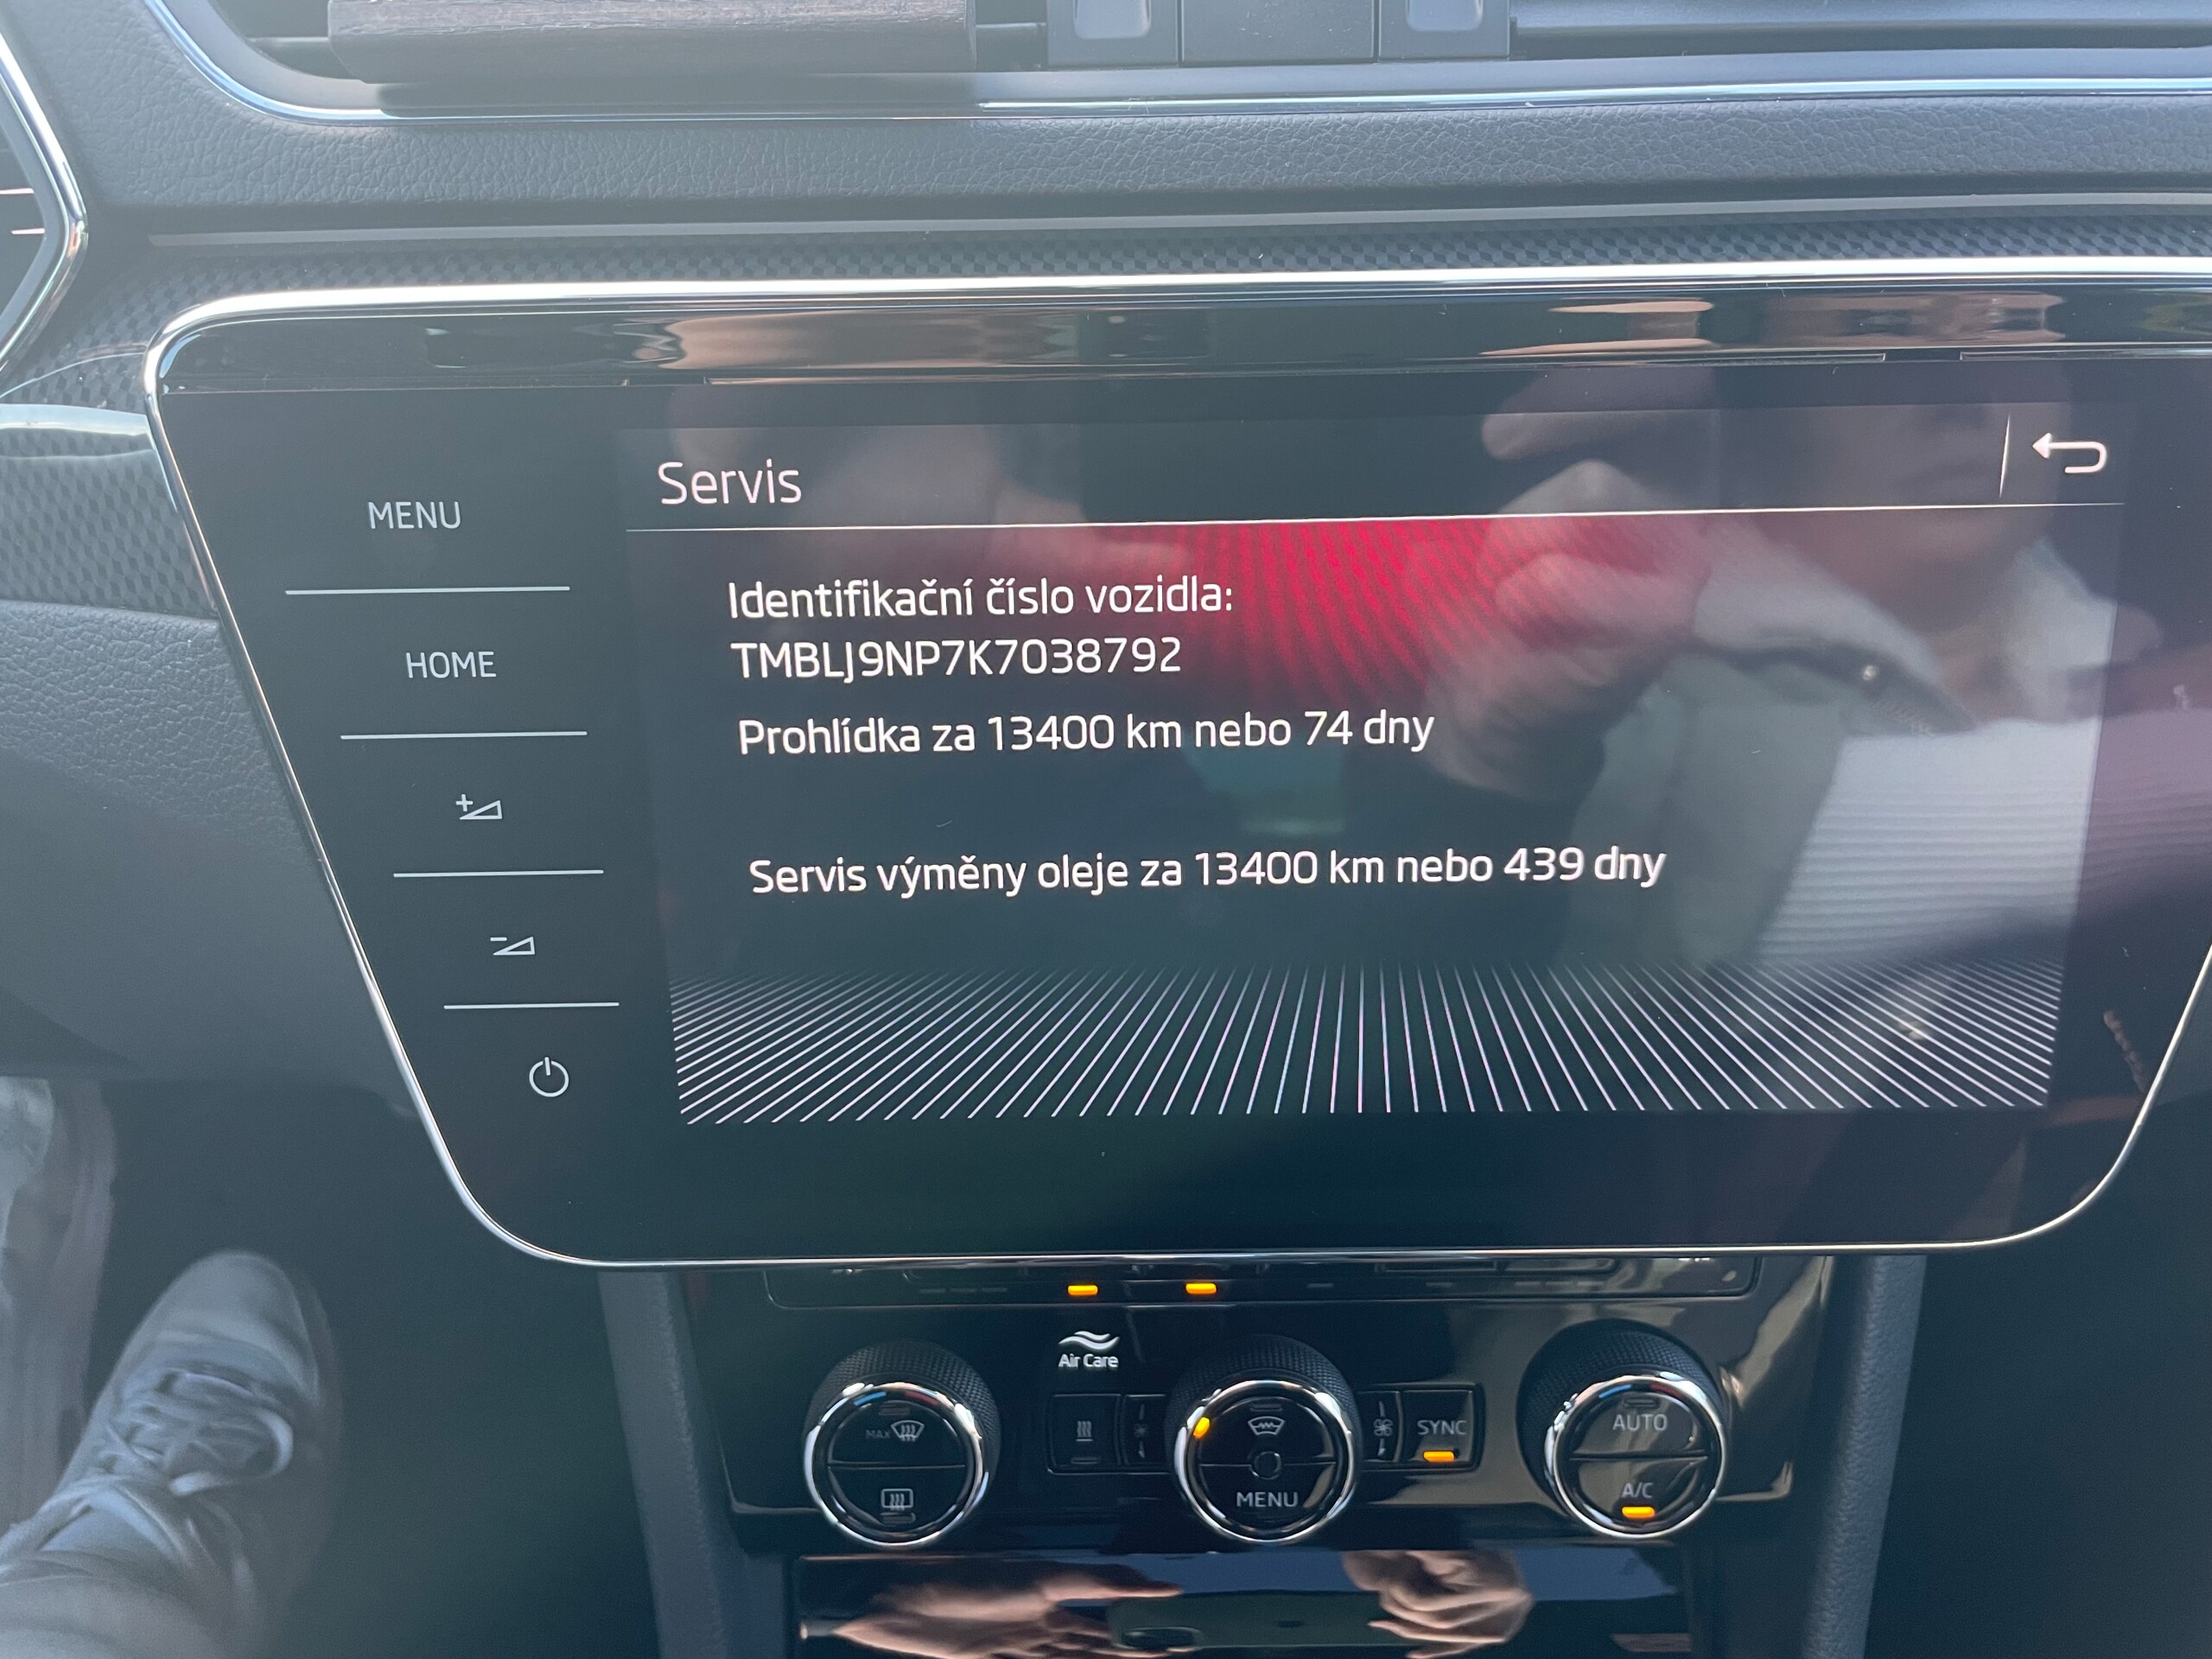 Servis
MENU
Identifikační číslo vozidla:
TMBLJ9NP7K7038792
HOME
Prohlídka za 13400 km nebo 74 dny
Servis výměny oleje za 13400 km nebo 439 dny
Air Care
MAX
SYNC
AUTO
MENU
A/C